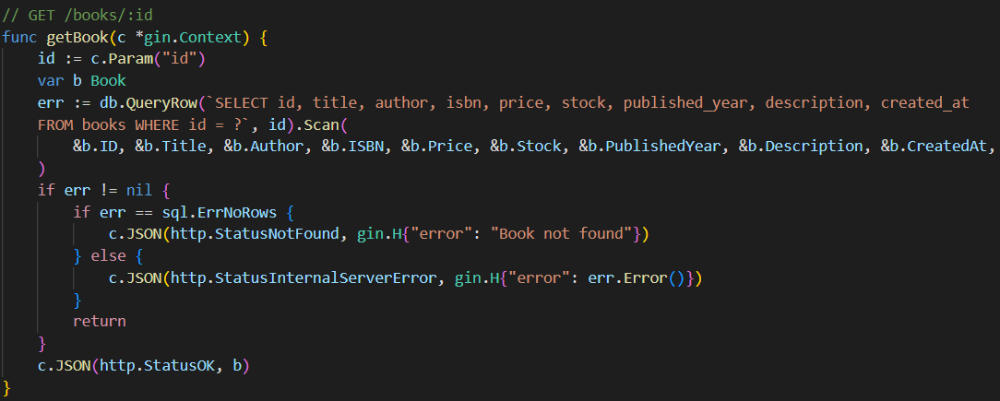 // GET /books/:id
func getBook(c *gin.Context) {
    id := c.Param("id")
    var b Book
    err := db.QueryRow(`SELECT id, title, author, isbn, price, stock, published_year, description, created_at
    FROM books WHERE id = ?`, id).Scan(
        &b.ID, &b.Title, &b.Author, &b.ISBN, &b.Price, &b.Stock, &b.PublishedYear, &b.Description, &b.CreatedAt,
    )
    if err != nil {
        if err == sql.ErrNoRows {
            c.JSON(http.StatusNotFound, gin.H{"error": "Book not found"})
        } else {
            c.JSON(http.StatusInternalServerError, gin.H{"error": err.Error()})
        }
        return
    }
    c.JSON(http.StatusOK, b)
}